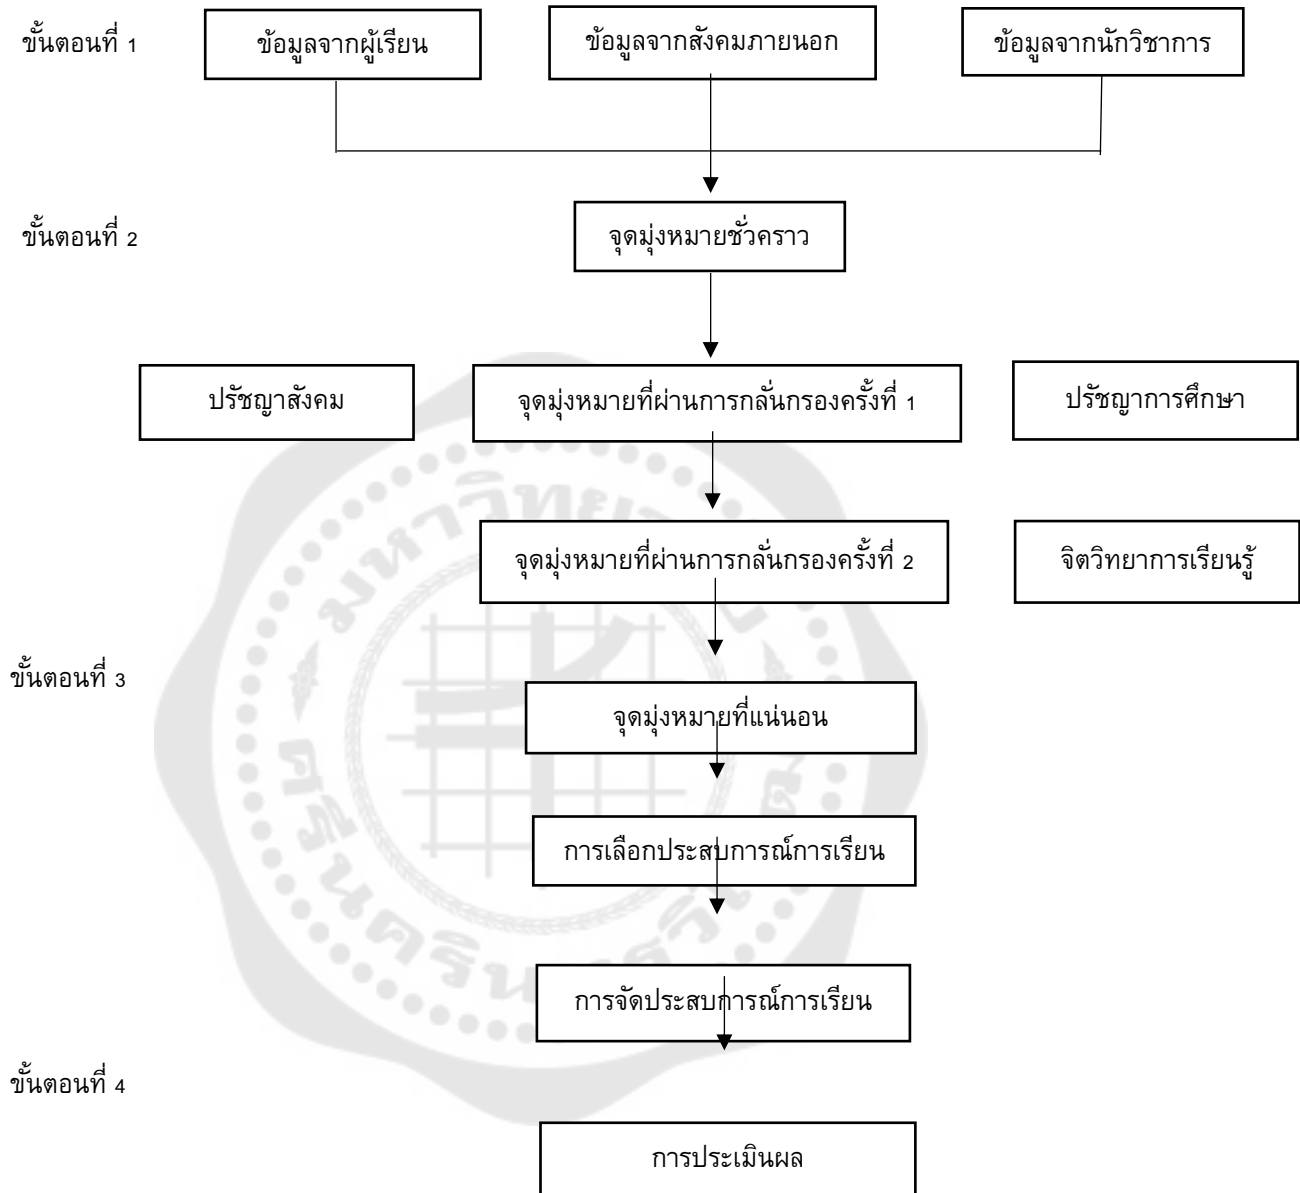 ขั้นตอนที่ 1
ข้อมูลจากผู้เรียน
ข้อมูลจากสังคมภายนอก
ข้อมูลจากนักวิชาการ
ขั้นตอนที่ 2
จุดมุ่งหมายชั่วคราว
ปรัชญาสังคม
จุดมุ่งหมายที่ผ่านการกลั่นกรองครั้งที่ 1
ปรัชญาการศึกษา
จุดมุ่งหมายที่ผ่านการกลั่นกรองครั้งที่ 2
จิตวิทยาการเรียนรู้
ขั้นตอนที่ 3
จุดมุ่งหมายที่แน่นอน
การเลือกประสบการณ์การเรียน
การจัดประสบการณ์การเรียน
ขั้นตอนที่ 4
การประเมินผล